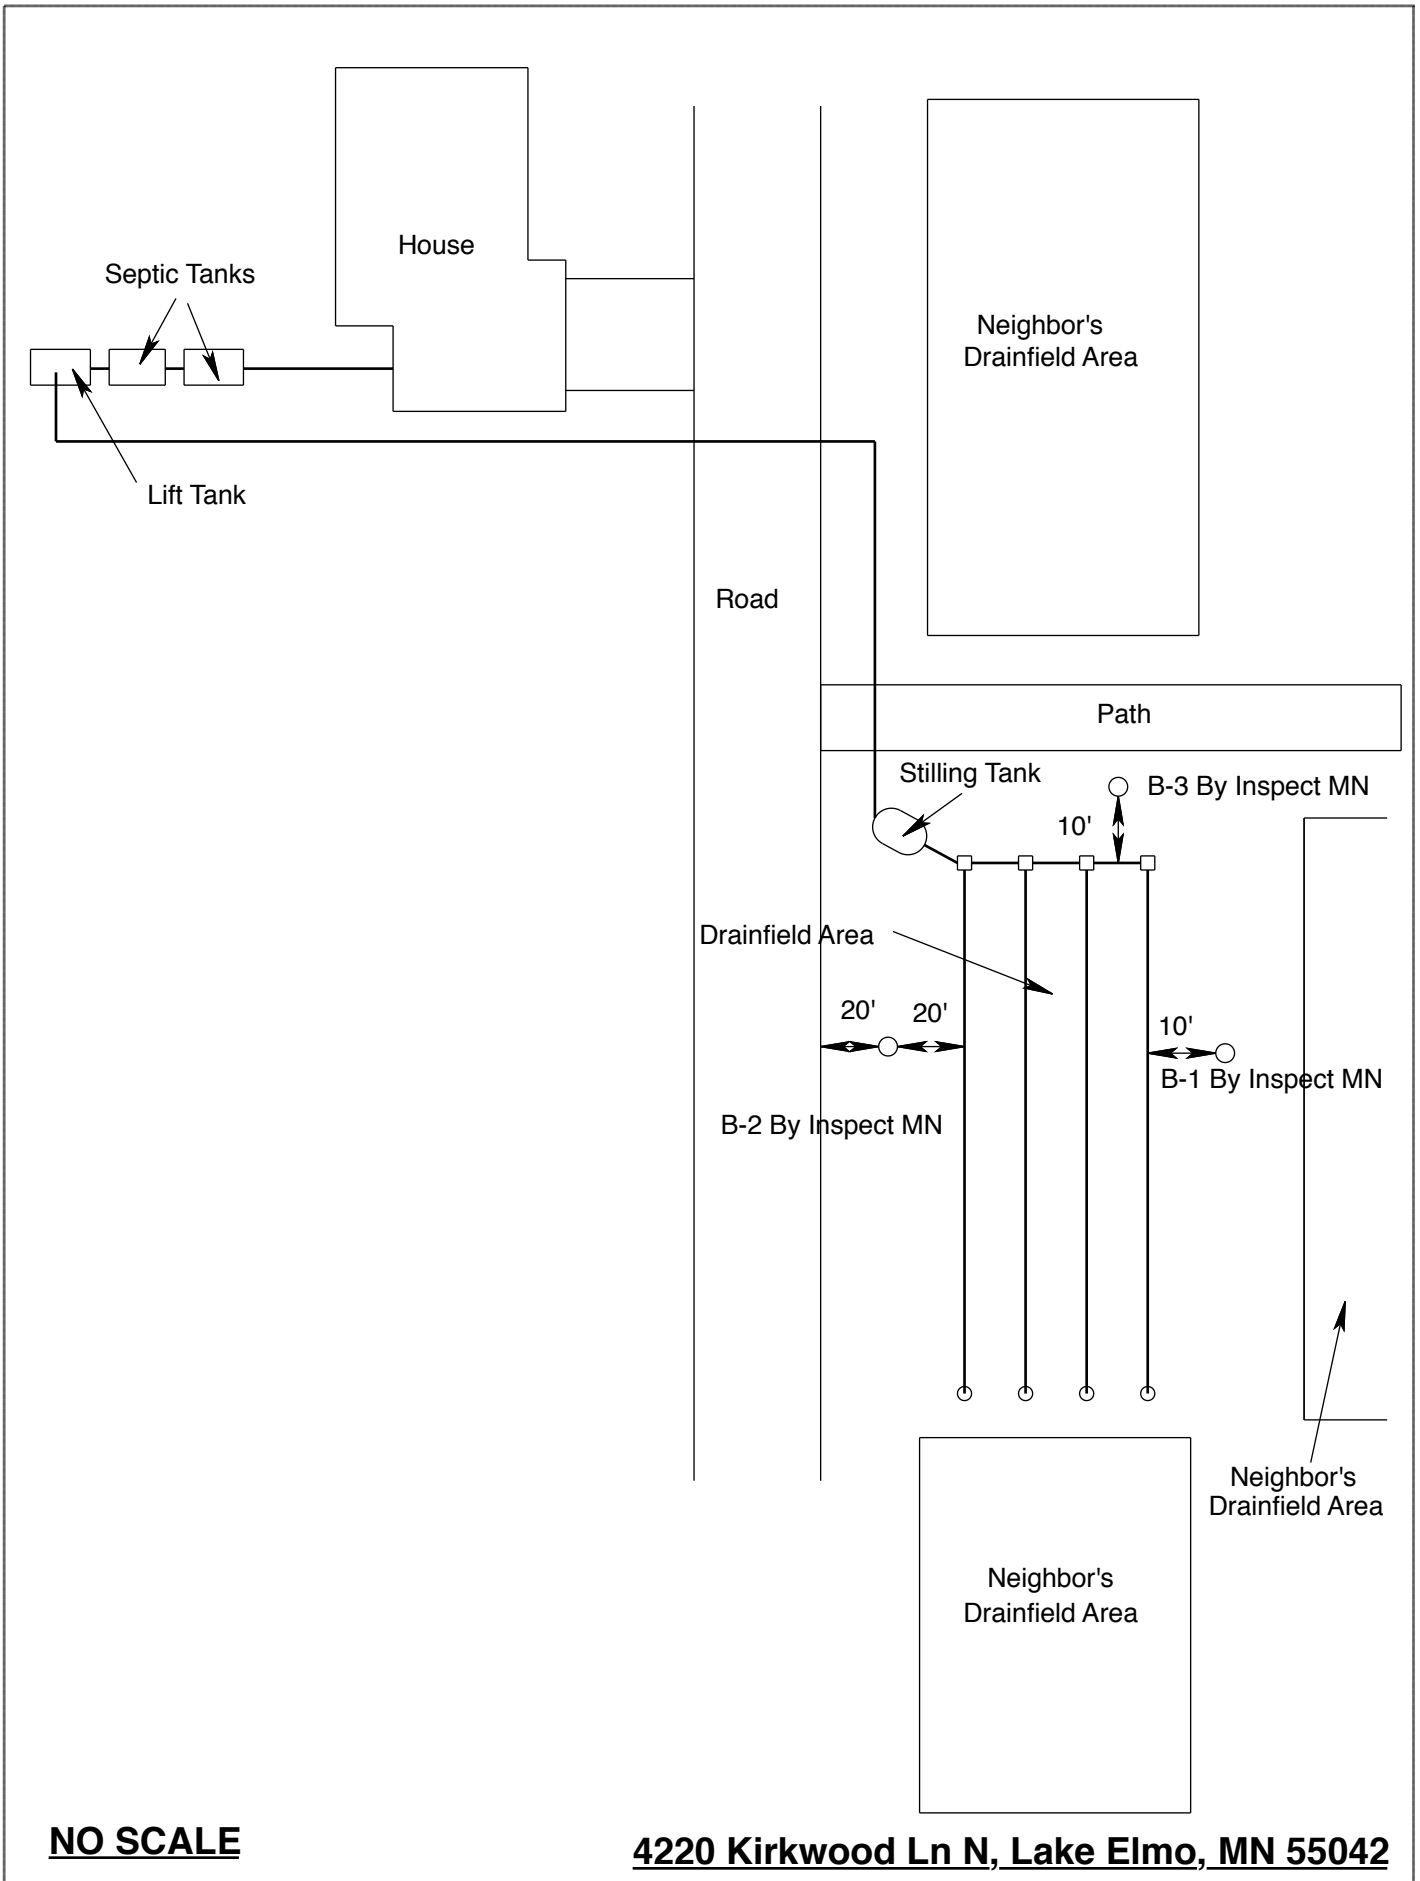 House
Septic Tanks
Neighbor's
Drainfield Area
Lift Tank
Road
Path
Stilling Tank
B-3 By Inspect MN
10'
Drainfield Area
20'
20'
10'
B-1 By Inspect MN
B-2 By Inspect MN
Neighbor's
Drainfield Area
Neighbor's
Drainfield Area
NO SCALE
4220 Kirkwood Ln N, Lake Elmo, MN 55042